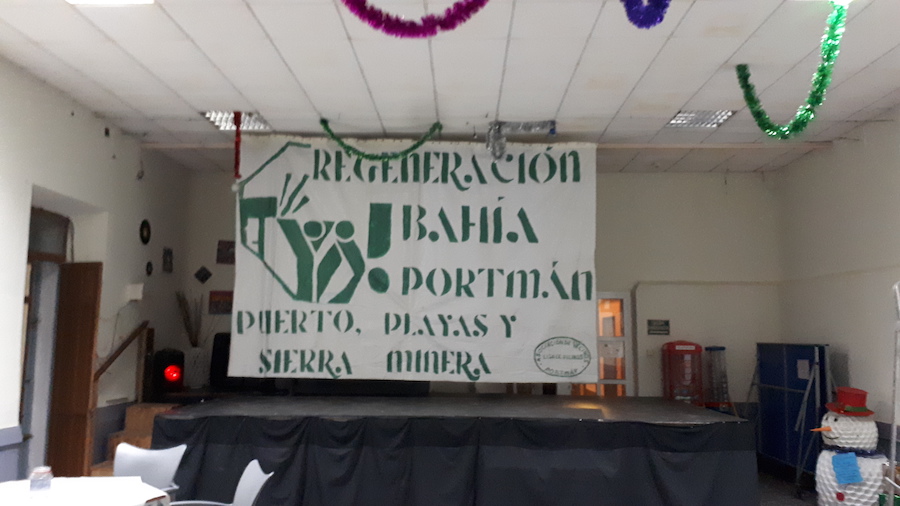 REGENERACIÓN
BAHÍA
PORTMÁN
PUERTO, PLAYAS Y
SIERRA MINERA